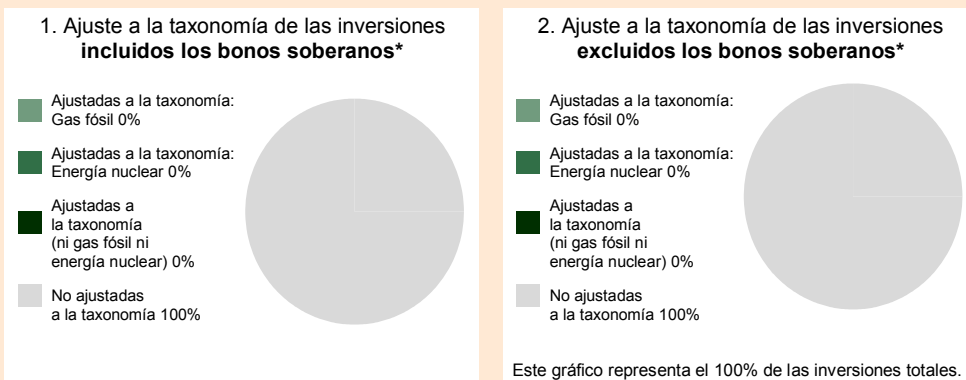 1. Ajuste a la taxonomía de las inversiones
incluidos los bonos soberanos*
Ajustadas a la taxonomía:
Gas fósil 0%
Ajustadas a la taxonomía:
Energía nuclear 0%
Ajustadas a
la taxonomía
(ni gas fósil ni
energía nuclear) 0%
No ajustadas
a la taxonomía 100%
2. Ajuste a la taxonomía de las inversiones
excluidos los bonos soberanos*
Ajustadas a la taxonomía:
Gas fósil 0%
Ajustadas a la taxonomía:
Energía nuclear 0%
Ajustadas a
la taxonomía
(ni gas fósil ni
energía nuclear) 0%
No ajustadas
a la taxonomía 100%
Este gráfico representa el 100% de las inversiones totales.